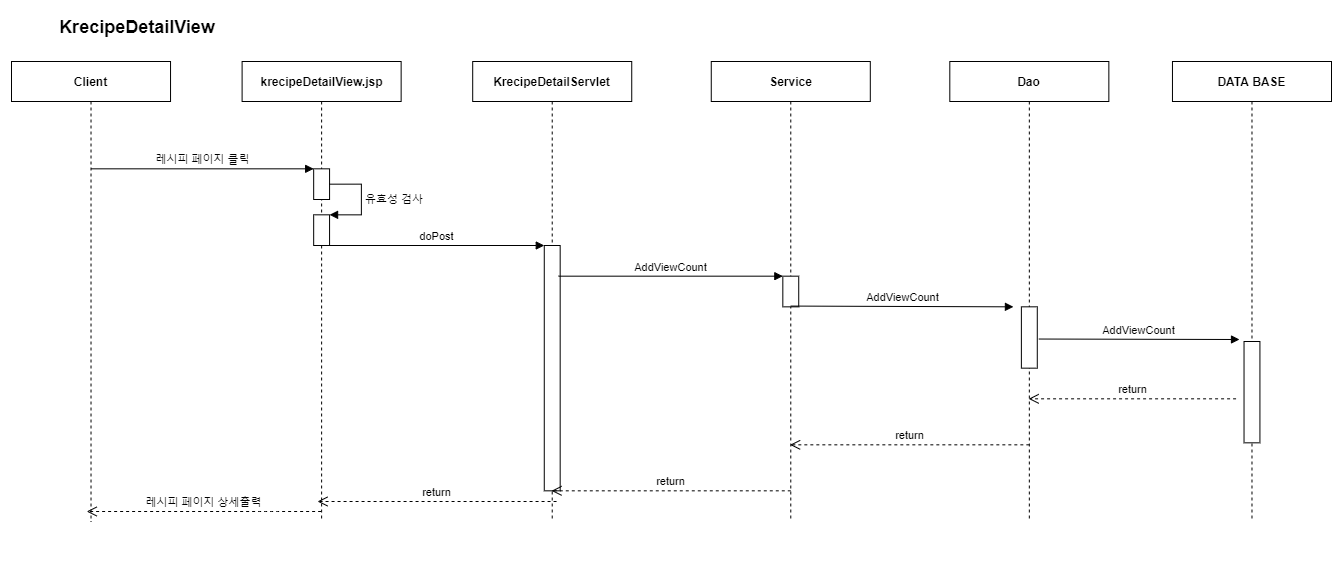 KrecipeDetailView
Client
krecipeDetailView.jsp
KrecipeDetailServlet
Service
Dao
DATA BASE
레시피 페이지 클릭
유효성 검사
doPost
AddViewCount
AddViewCount
AddViewCount
return
return
return
return
레시피 페이지 상세출력